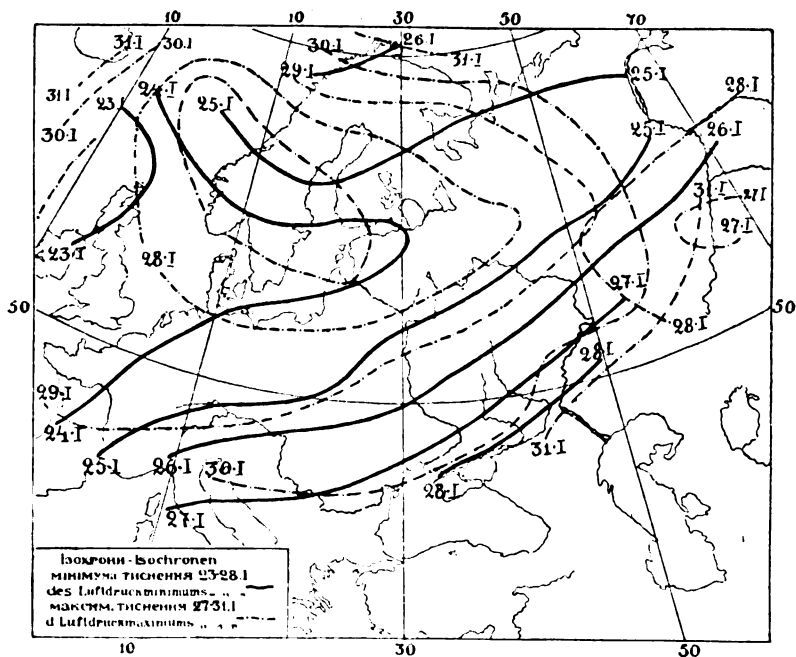 10 10 30 50 70
31·I 30·I 30·I 26·I
29·I 31·I
31·I 23·I 24·I 25·I 25·I 28·I
30·I 25·I 26·I
31·I 27·I
27·I
23·I 28·I
27·I
50 50
28·I
28·I
29·I
24·I
25·I 26·I 30·I 31·I
28·I
27·I
Ізохрони - Isochronen
мінімума тиснення 23-28.I
des Luftdruckminimums „ „
максим. тиснення 27-31.I
d Luftdruckmaximums „ „ „
10 30 50